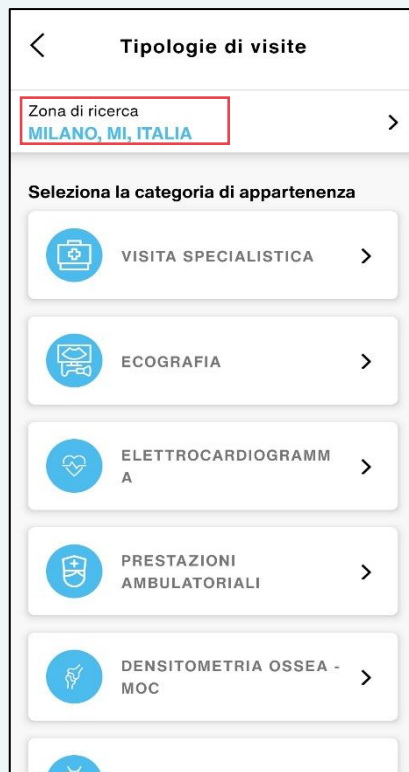 Tipologie di visite
Zona di ricerca
MILANO, MI, ITALIA
Seleziona la categoria di appartenenza
VISITA SPECIALISTICA
ECOGRAFIA
ELETTROCARDIOGRAMM
A
PRESTAZIONI
AMBULATORIALI
DENSITOMETRIA OSSEA -
MOC